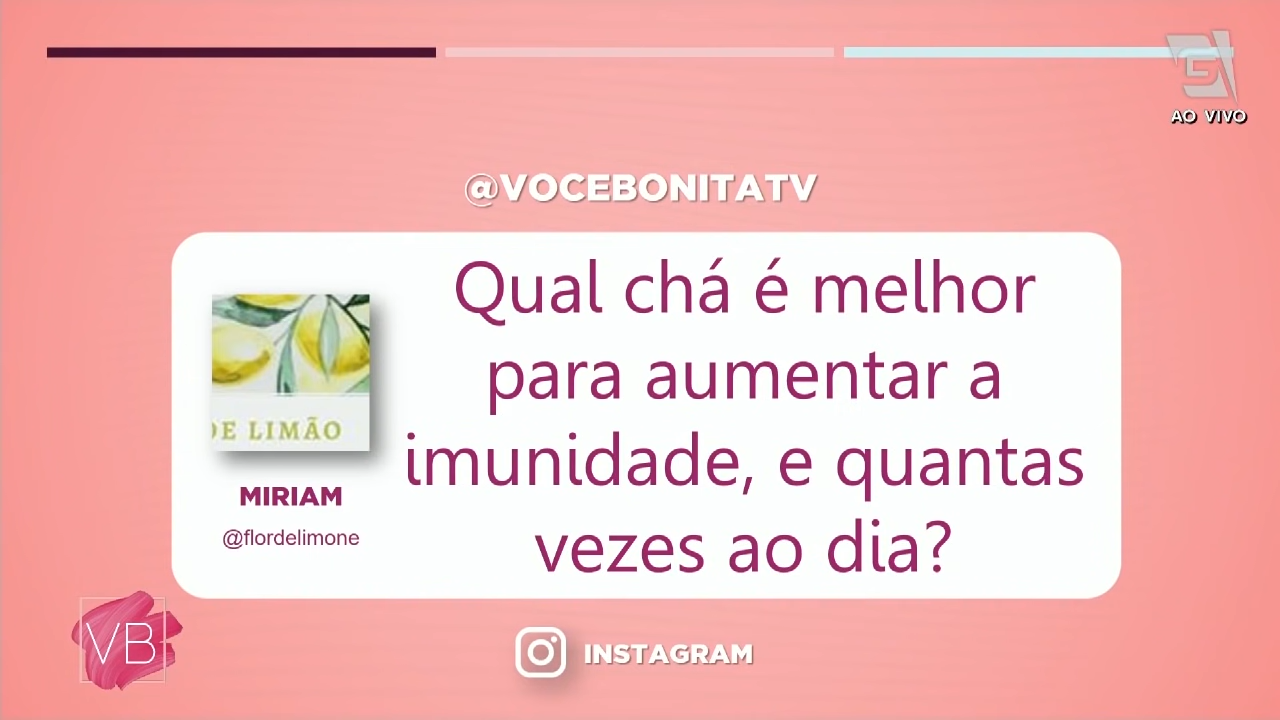 AO VIVO
@VOCEBONITATV
Qual chá é melhor
para aumentar a
imunidade, e quantas
vezes ao dia?
DE LIMÃO
MIRIAM
@flordelimone
VB
INSTAGRAM